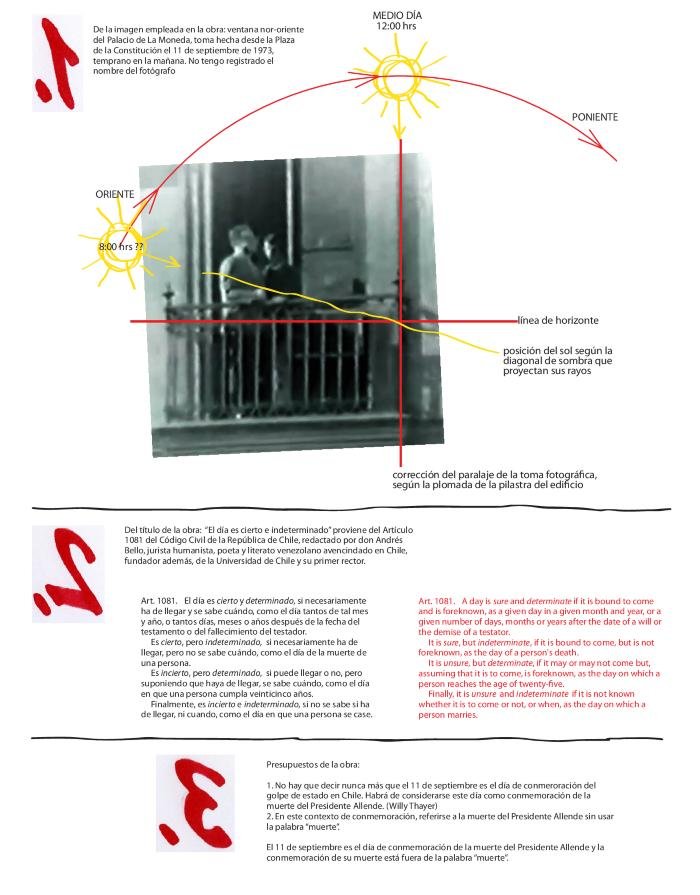 1.
De la imagen empleada en la obra: ventana nor-oriente
del Palacio de La Moneda, toma hecha desde la Plaza
de la Constitución el 11 de septiembre de 1973,
temprano en la mañana. No tengo registrado el
nombre del fotógrafo
MEDIO DÍA
12:00 hrs
PONIENTE
ORIENTE
8:00 hrs ??
línea de horizonte
posición del sol según la
diagonal de sombra que
proyectan sus rayos
corrección del paralaje de la toma fotográfica,
según la plomada de la pilastra del edificio
2.
Del título de la obra: "El día es cierto e indeterminado" proviene del Artículo
1081 del Código Civil de la República de Chile, redactado por don Andrés
Bello, jurista humanista, poeta y literato venezolano avencindado en Chile,
fundador además, de la Universidad de Chile y su primer rector.
Art. 1081. El día es cierto y determinado, si necesariamente
ha de llegar y se sabe cuándo, como el día tantos de tal mes
y año, o tantos días, meses o años después de la fecha del
testamento o del fallecimiento del testador.
Es cierto, pero indeterminado, si necesariamente ha de
llegar, pero no se sabe cuándo, como el día de la muerte de
una persona.
Es incierto, pero determinado, si puede llegar o no, pero
suponiendo que haya de llegar, se sabe cuándo, como el día
en que una persona cumpla veinticinco años.
Finalmente, es incierto e indeterminado, si no se sabe si ha
de llegar, ni cuando, como el día en que una persona se case.
Art. 1081. A day is sure and determinate if it is bound to come
and is foreknown, as a given day in a given month and year, or a
given number of days, months or years after the date of a will or
the demise of a testator.
It is sure, but indeterminate, if it is bound to come, but is not
foreknown, as the day of a person's death.
It is unsure, but determinate, if it may or may not come but,
assuming that it is to come, is foreknown, as the day on which a
person reaches the age of twenty-five.
Finally, it is unsure and indeterminate if it is not known
whether it is to come or not, or when, as the day on which a
person marries.
3.
Presupuestos de la obra:
1. No hay que decir nunca más que el 11 de septiembre es el día de conmeroración del
golpe de estado en Chile. Habrá de considerarse este día como conmemoración de la
muerte del Presidente Allende. (Willy Thayer)
2. En este contexto de conmemoración, referirse a la muerte del Presidente Allende sin usar
la palabra "muerte".
El 11 de septiembre es el día de conmemoración de la muerte del Presidente Allende y la
conmemoración de su muerte está fuera de la palabra "muerte".